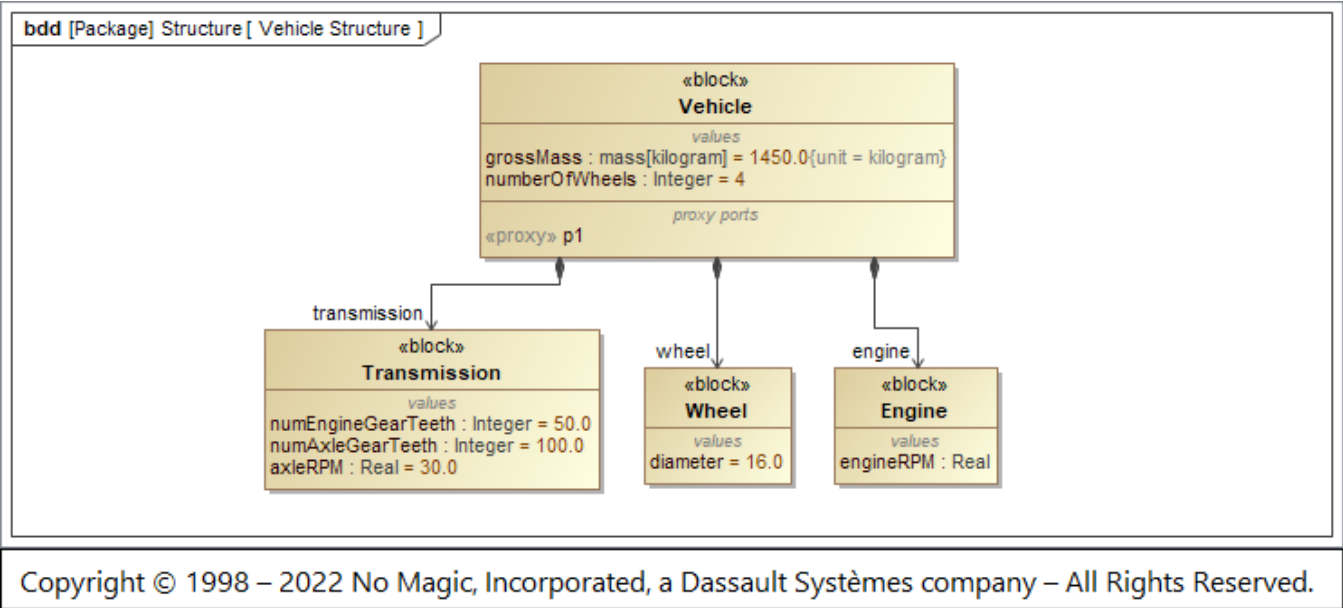 bdd [Package] Structure [ Vehicle Structure ]
«block»
Vehicle
values
grossMass : mass[kilogram] = 1450.0{unit = kilogram}
numberOfWheels : Integer = 4
proxy ports
«proxy» p1
transmission
«block»
Transmission
values
numEngineGearTeeth : Integer = 50.0
numAxleGearTeeth : Integer = 100.0
axleRPM : Real = 30.0
wheel
«block»
Wheel
values
diameter = 16.0
engine
«block»
Engine
values
engineRPM : Real
Copyright © 1998 – 2022 No Magic, Incorporated, a Dassault Systèmes company – All Rights Reserved.